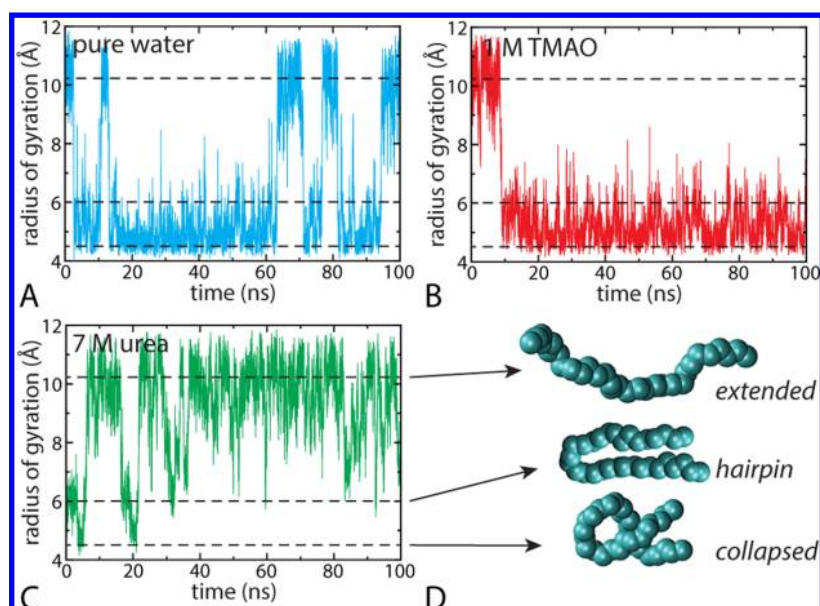 pure water
radius of gyration (Å)
12
10
8
6
4
0 20 40 60 80 100
time (ns)
A
1 M TMAO
radius of gyration (Å)
12
10
8
6
4
0 20 40 60 80 100
time (ns)
B
7 M urea
radius of gyration (Å)
12
10
8
6
4
0 20 40 60 80 100
time (ns)
C
extended
hairpin
collapsed
D